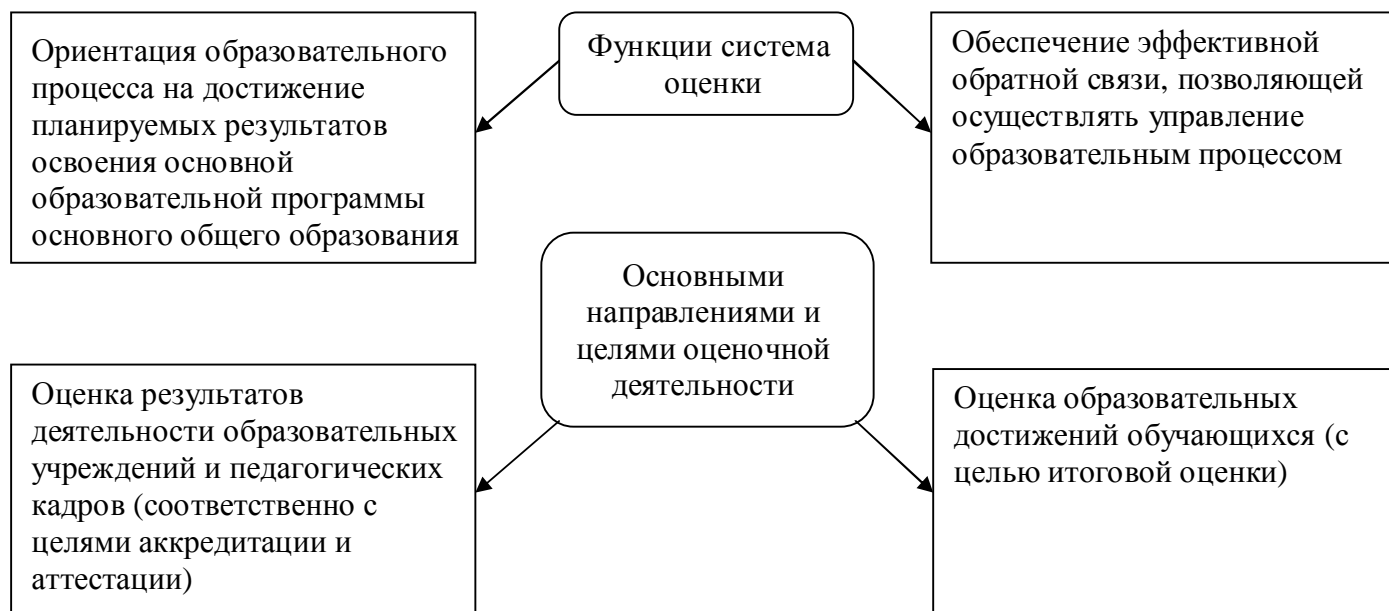 Ориентация образовательного
процесса на достижение
планируемых результатов
освоения основной
образовательной программы
основного общего образования
Функции система
оценки
Обеспечение эффективной
обратной связи, позволяющей
осуществлять управление
образовательным процессом
Основными
направлениями и
целями оценочной
деятельности
Оценка результатов
деятельности образовательных
учреждений и педагогических
кадров (соответственно с
целями аккредитации и
аттестации)
Оценка образовательных
достижений обучающихся (с
целью итоговой оценки)